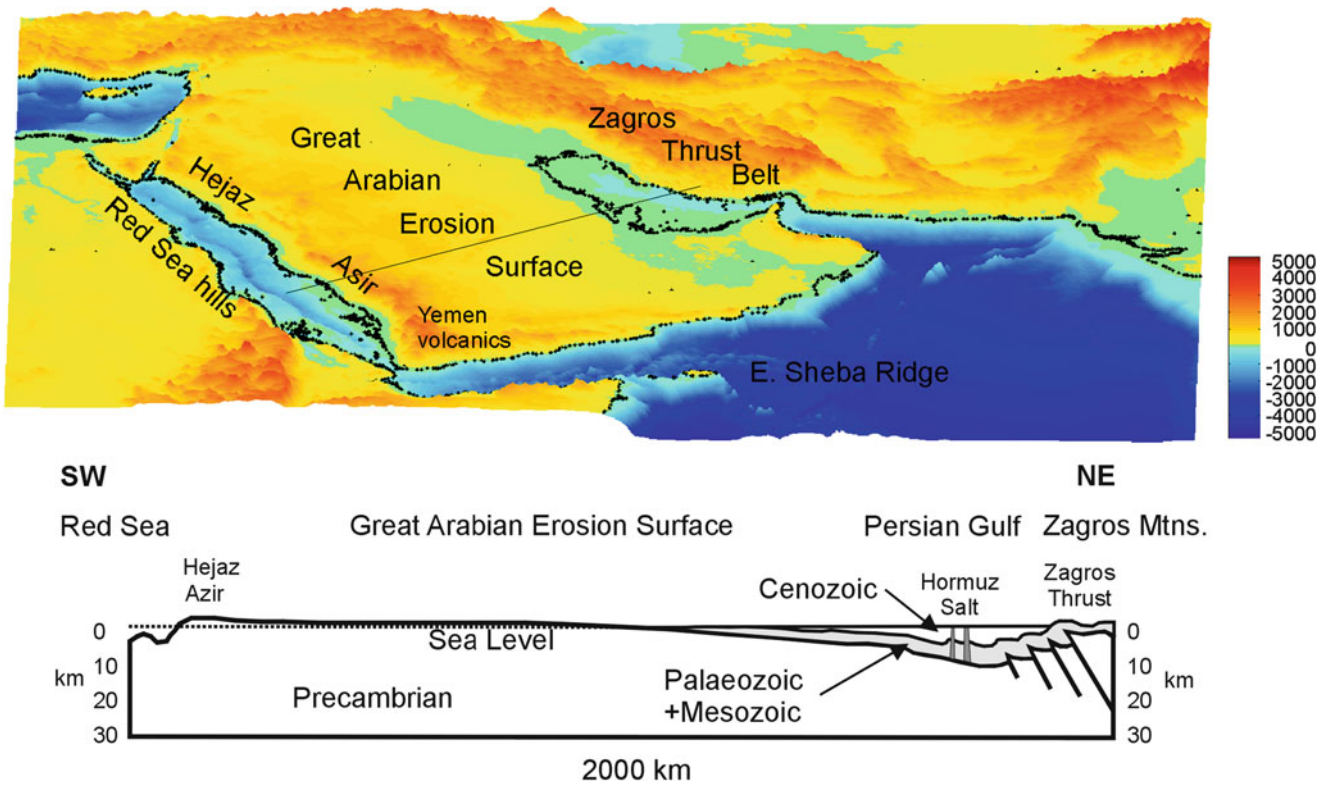 Zagros
Great
Thrust
Hejaz
Arabian
Belt
Red Sea hills
Erosion
Asir
Surface
Yemen
volcanics
E. Sheba Ridge
5000
4000
3000
2000
1000
0
-1000
-2000
-3000
-4000
-5000
SW
NE
Red Sea
Great Arabian Erosion Surface
Persian Gulf
Zagros Mtns.
Hejaz
Azir
Cenozoic
Hormuz
Salt
Zagros
Thrust
0
Sea Level
0
10
10
km
Palaeozoic
+Mesozoic
km
20
Precambrian
20
30
30
2000 km